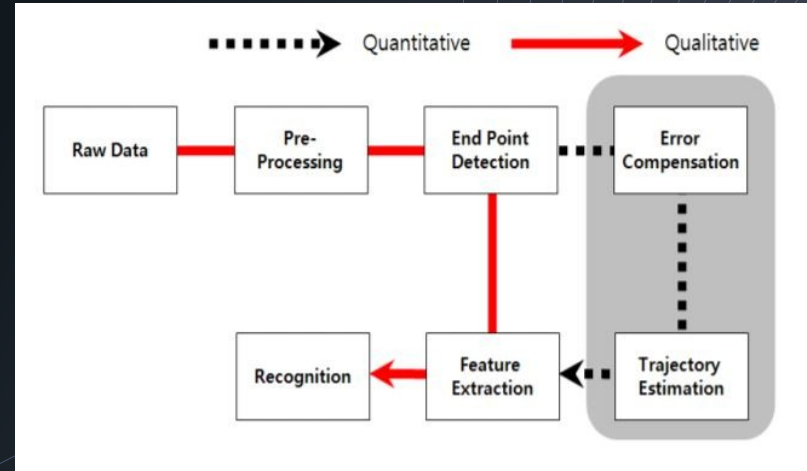 Quantitative
Qualitative
Raw Data
Pre-
Processing
End Point
Detection
Error
Compensation
Recognition
Feature
Extraction
Trajectory
Estimation